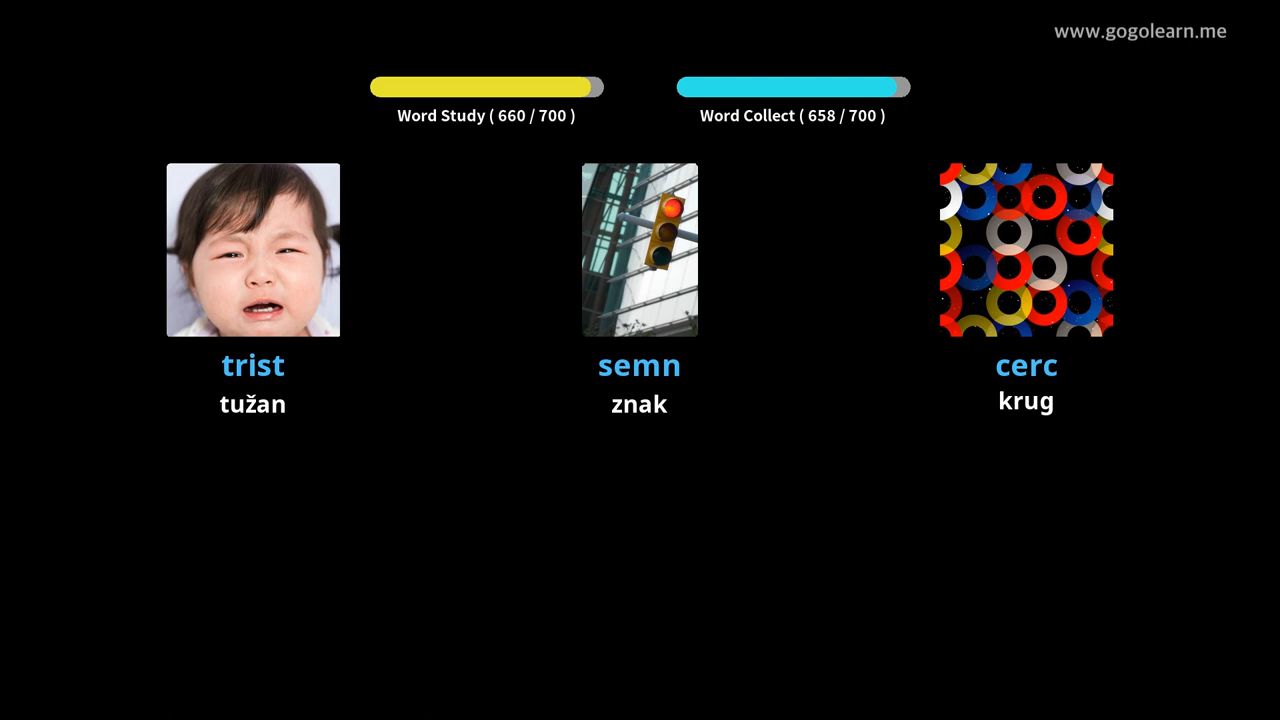 www.gogolearn.me
Word Study ( 660 / 700 )
Word Collect ( 658 / 700 )
trist
tužan
semn
znak
cerc
krug